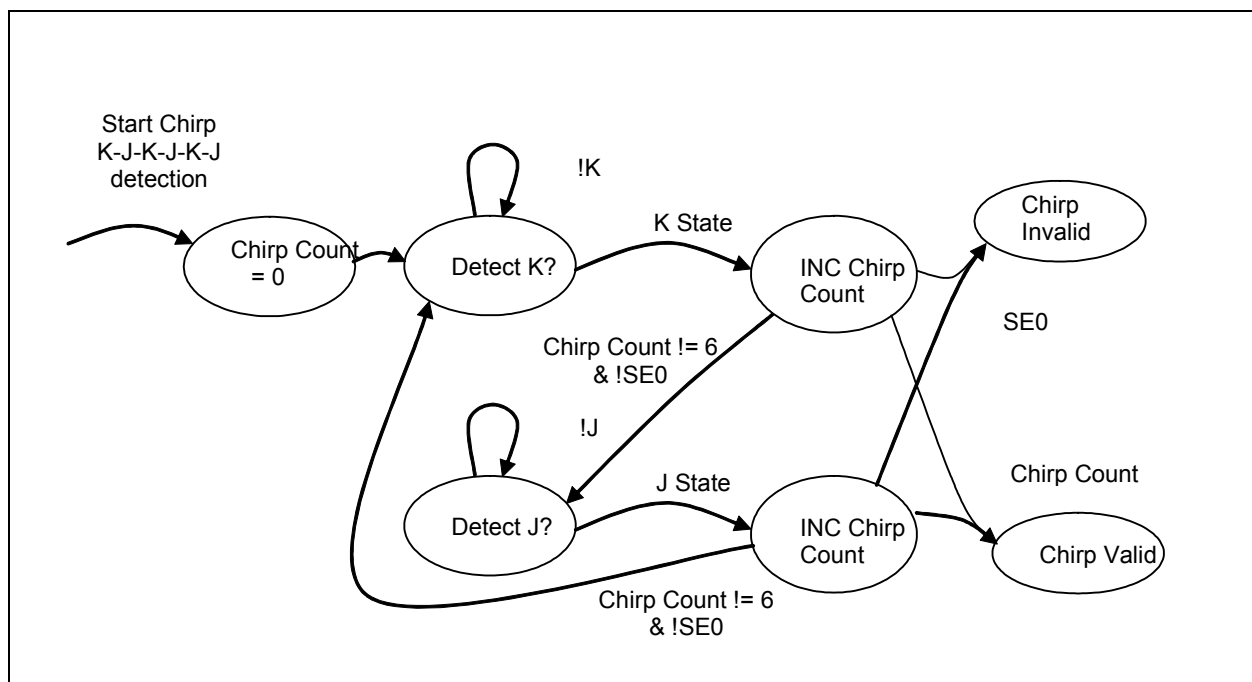 Start Chirp
K-J-K-J-K-J
detection
!K
K State
Chirp
Invalid
Chirp Count
= 0
Detect K?
INC Chirp
Count
SE0
Chirp Count != 6
& !SE0
!J
J State
Chirp Count
Detect J?
INC Chirp
Count
Chirp Valid
Chirp Count != 6
& !SE0